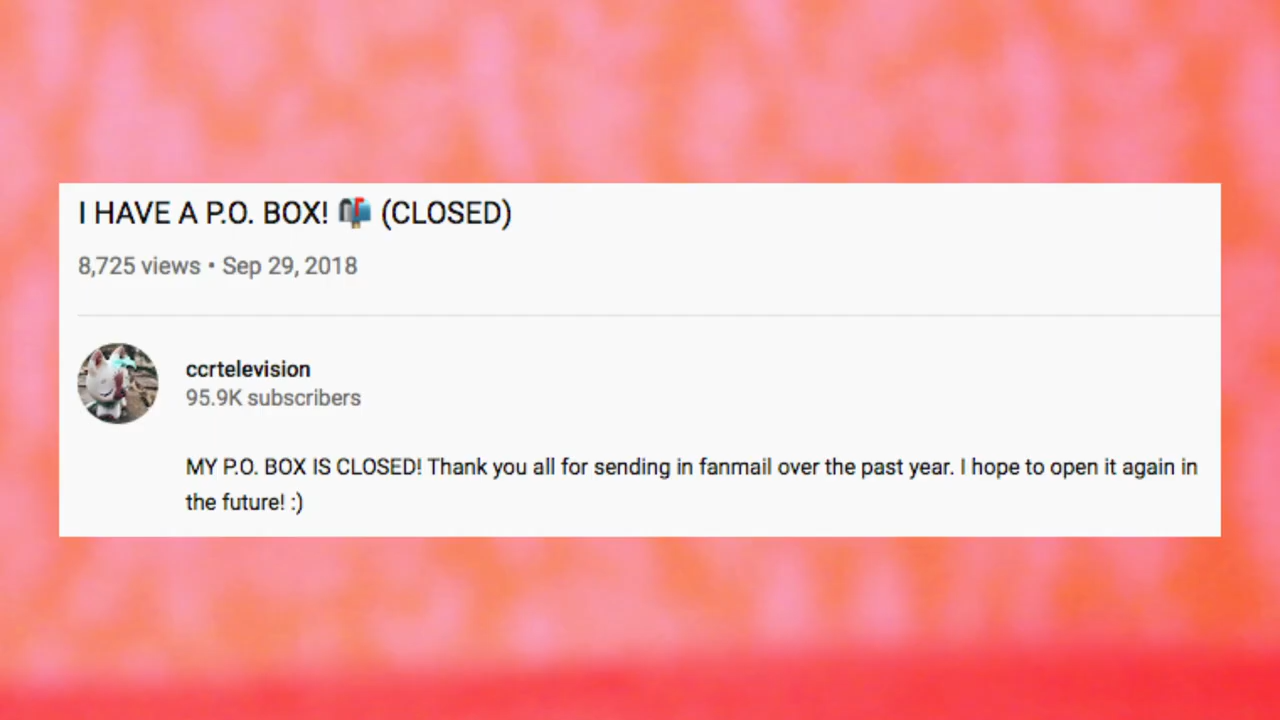 I HAVE A P.O. BOX! 📬 (CLOSED)
8,725 views • Sep 29, 2018
ccrtelevision
95.9K subscribers
MY P.O. BOX IS CLOSED! Thank you all for sending in fanmail over the past year. I hope to open it again in
the future! :)